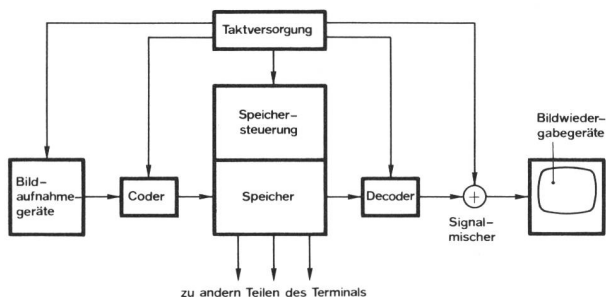 Taktversorgung
Speicher-
steuerung
Bildwieder-
gabegeräte
Bild-
aufnahme
geräte
Coder
Speicher
Decoder
+
Signal-
mischer
zu andern Teilen des Terminals